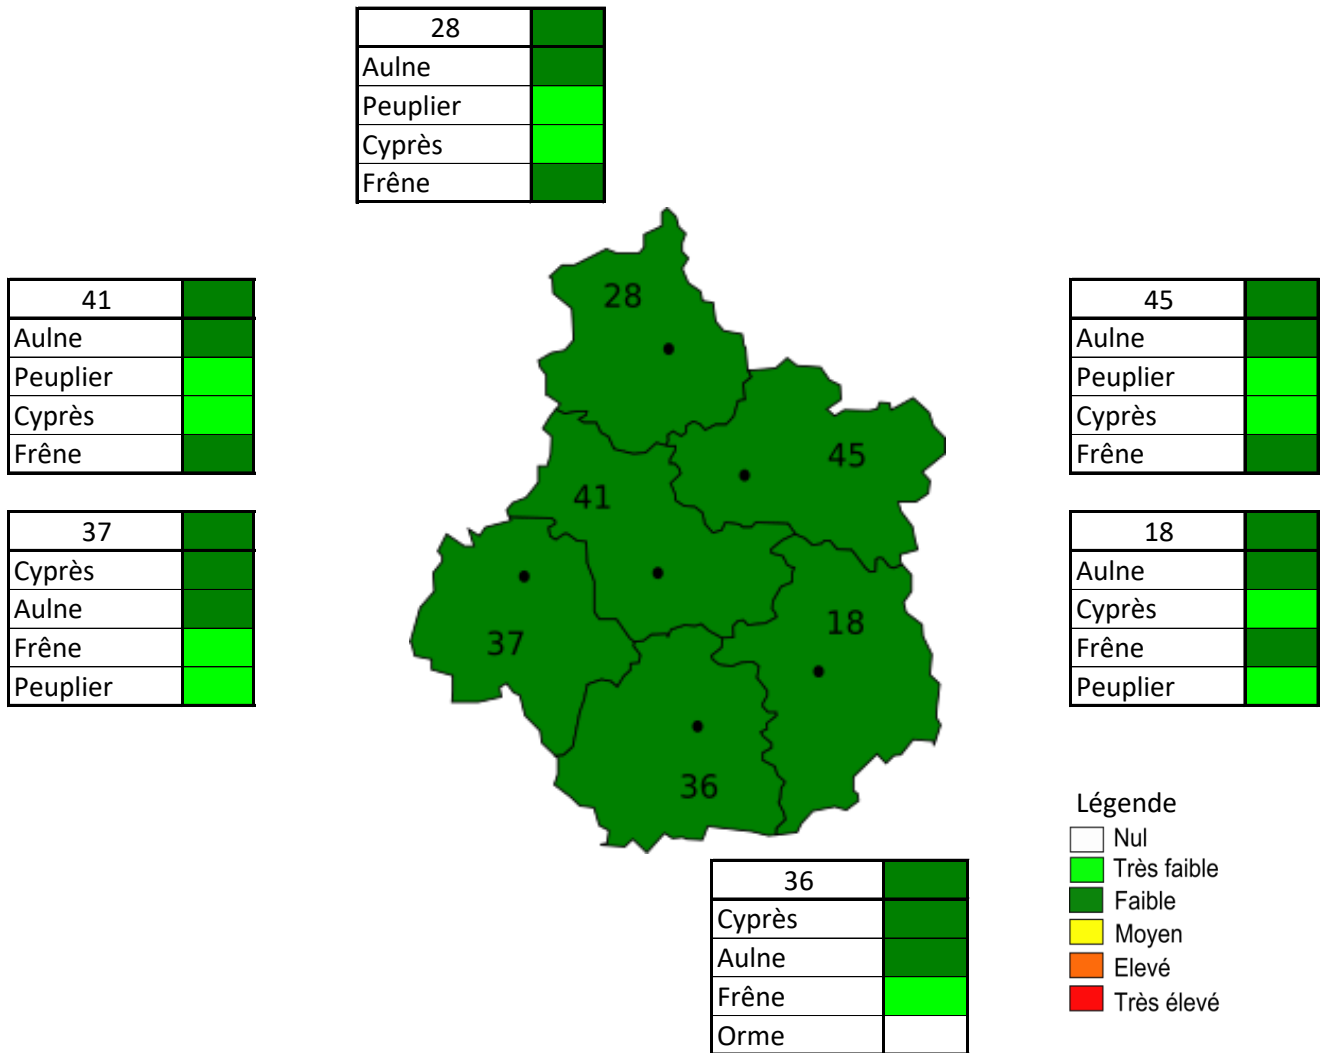 28
Aulne
Peuplier
Cyprès
Frêne
41
Aulne
Peuplier
Cyprès
Frêne
37
Cyprès
Aulne
Frêne
Peuplier
28
45
41
37
18
36
45
Aulne
Peuplier
Cyprès
Frêne
18
Aulne
Cyprès
Frêne
Peuplier
36
Cyprès
Aulne
Frêne
Orme
Légende
Nul
Très faible
Faible
Moyen
Elevé
Très élevé